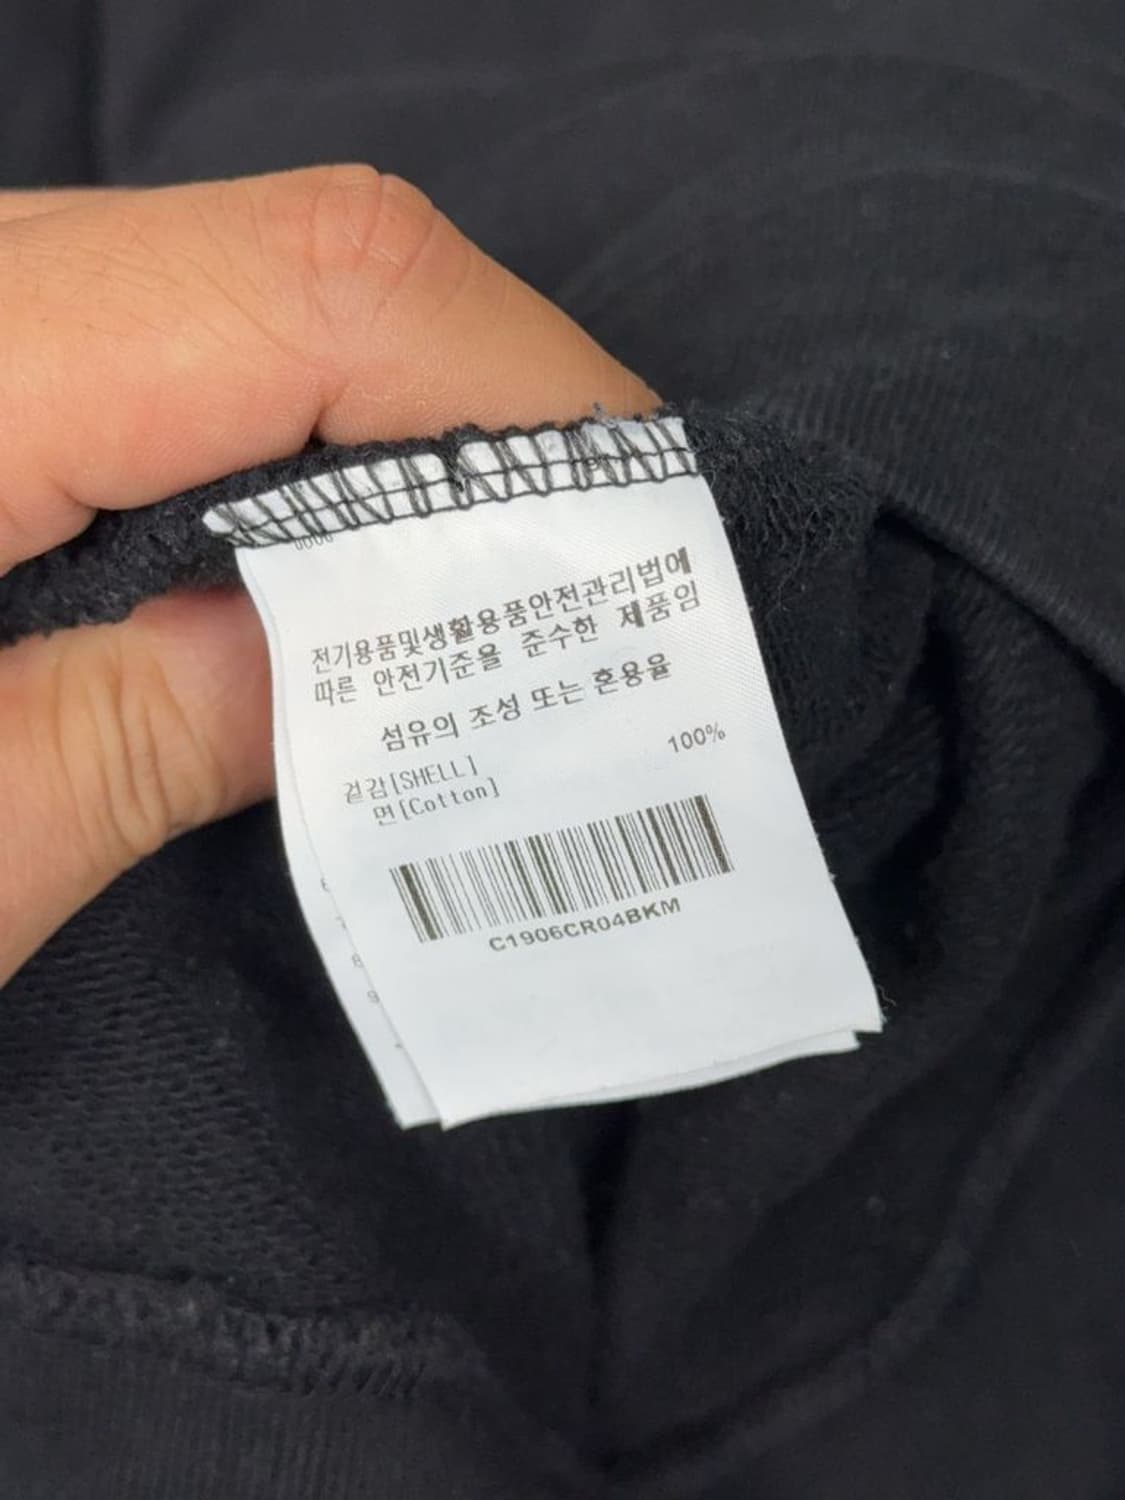 전기용품및생활용품안전관리법에
따른 안전기준을 준수한 제품임
섬유의 조성 또는 혼용율
겉감[SHELL]
면[Cotton] 100%
C1906CR04BKM